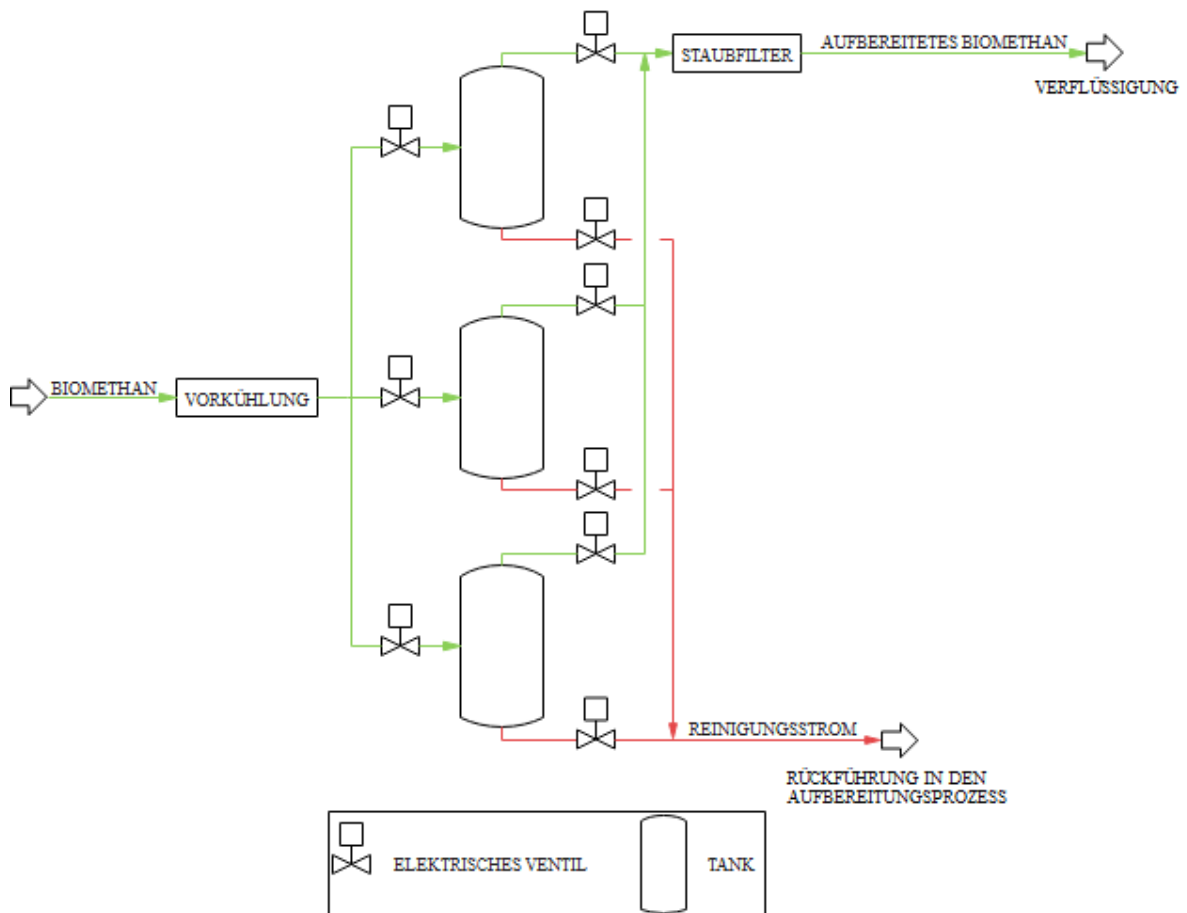 AUFBEREITETES BIOMETHAN
STAUBFILTER
VERFLÜSSIGUNG
BIOMETHAN
VORKÜHLUNG
REINIGUNGSSTROM
RÜCKFÜHRUNG IN DEN
AUFBEREITUNGSPROZESS
ELEKTRISCHES VENTIL
TANK